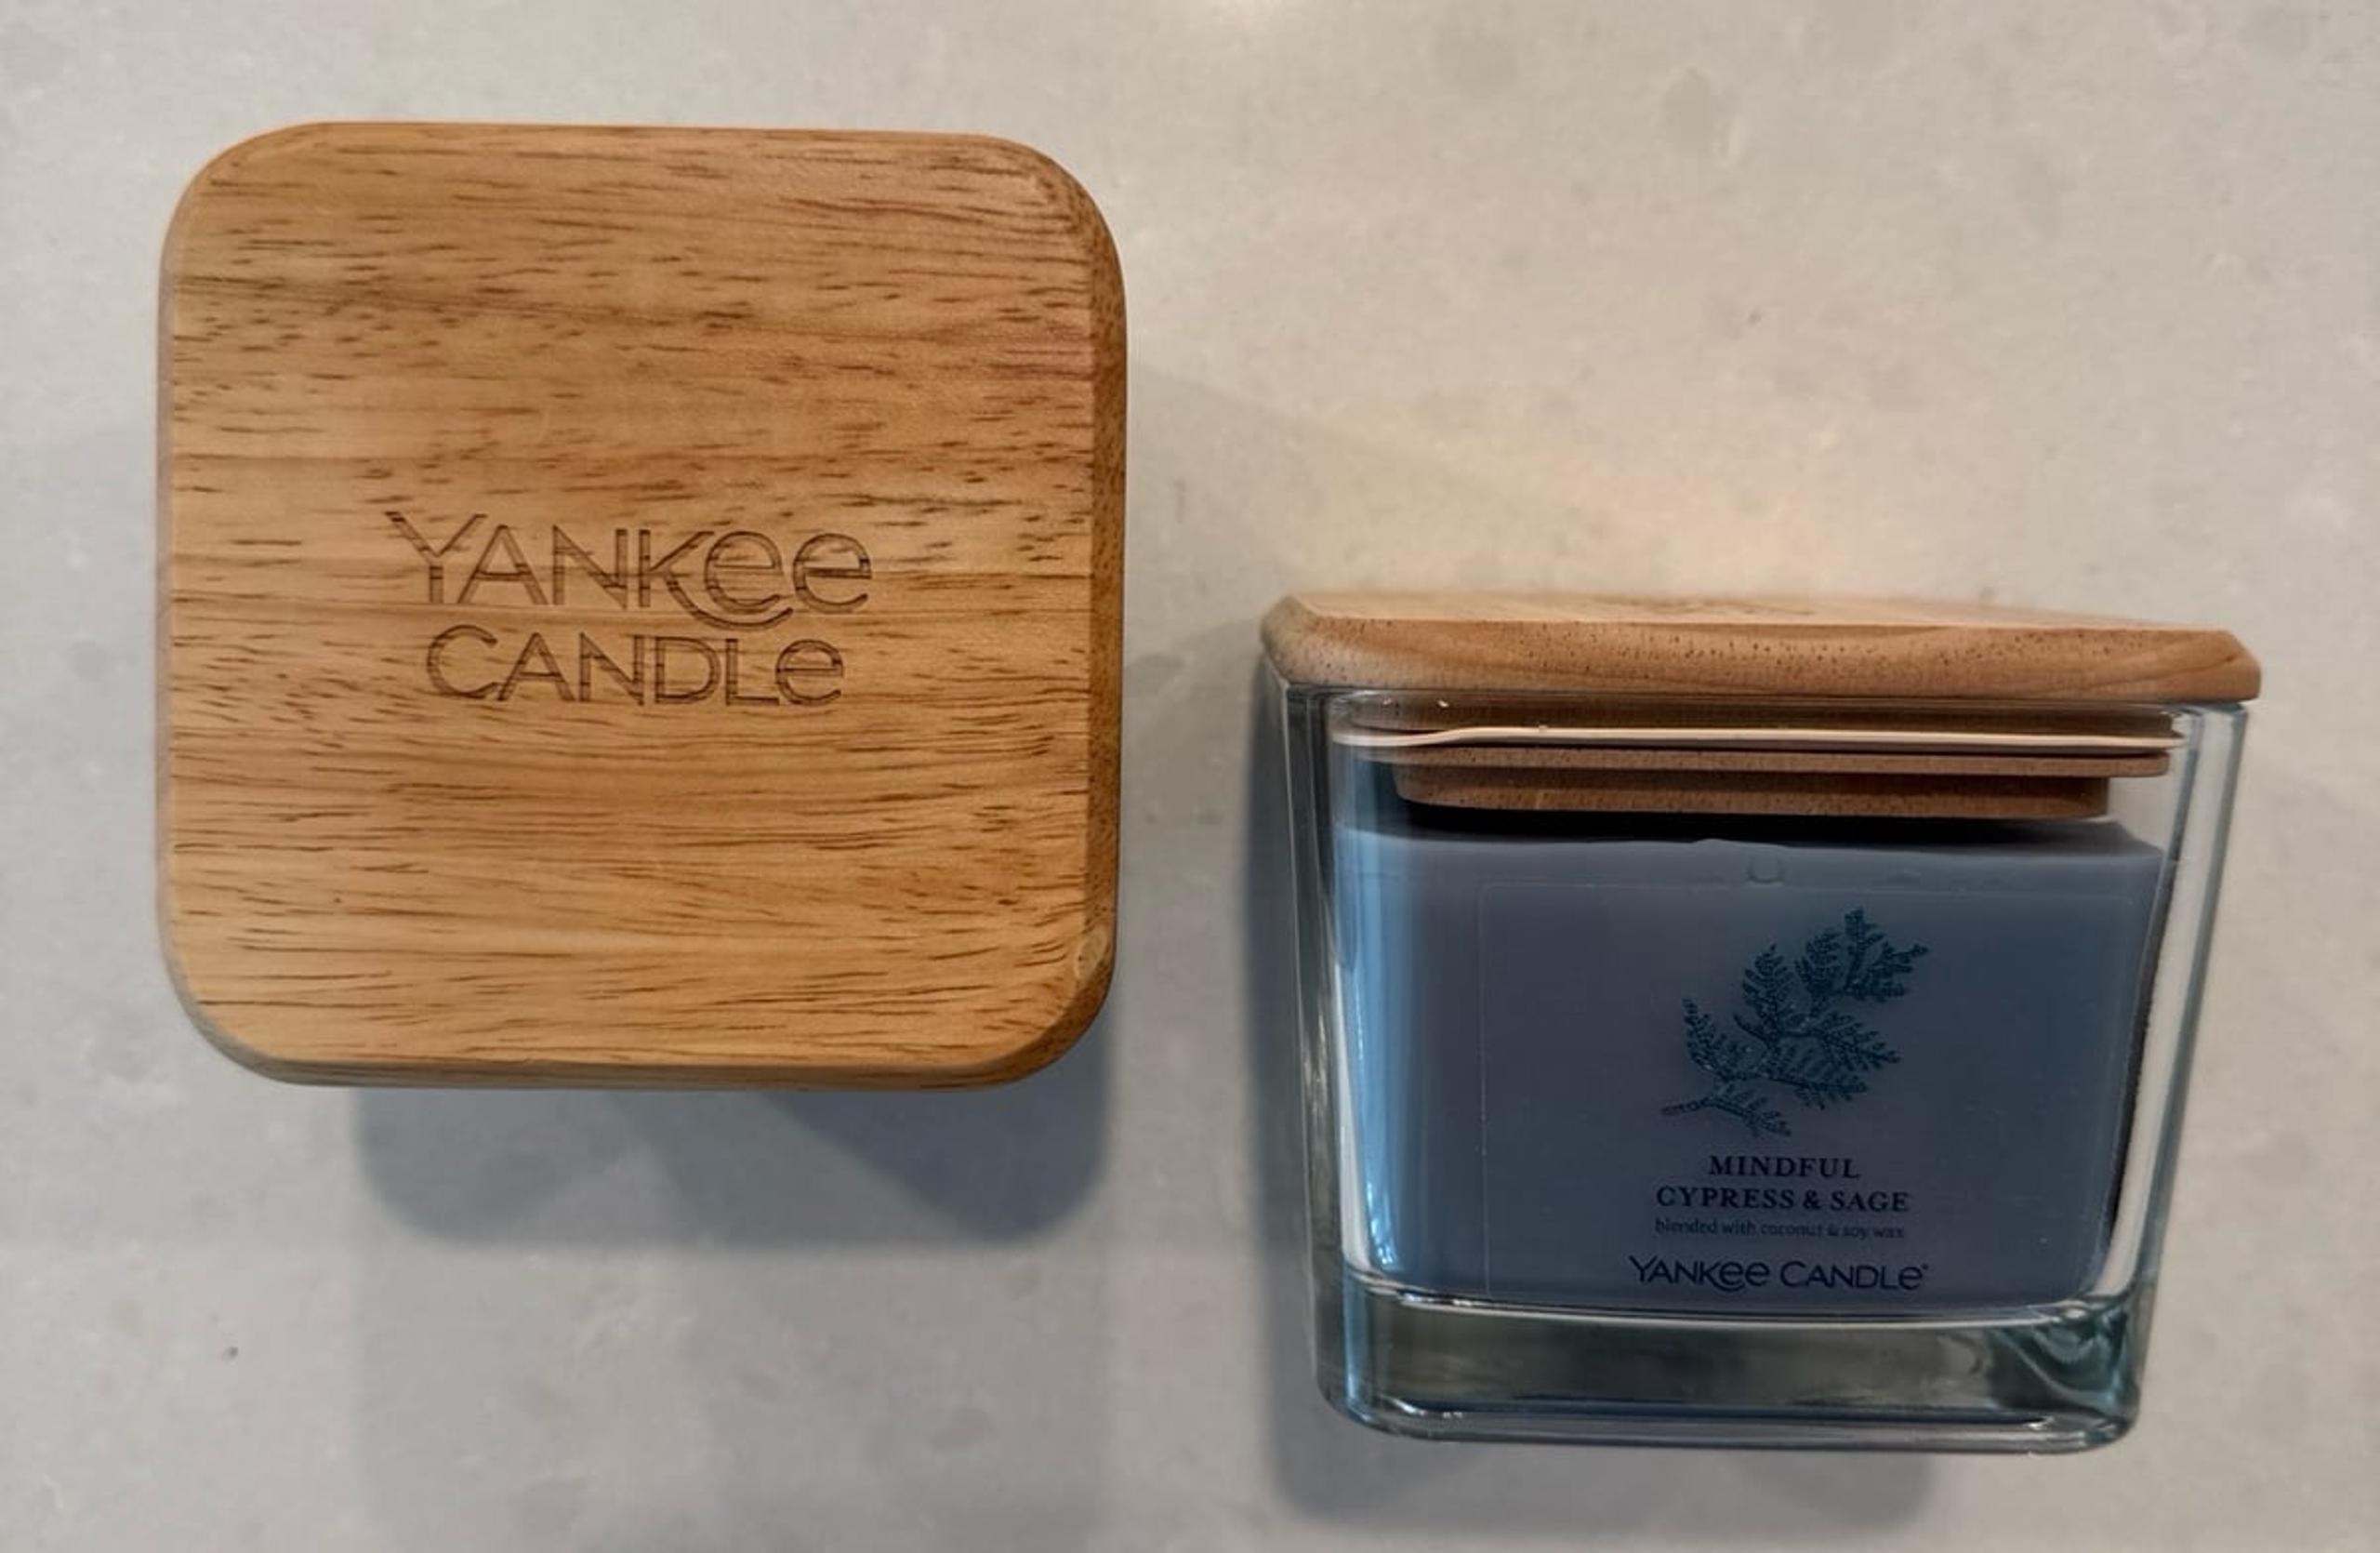 YANKee
CANDLe
MINDFUL
CYPRESS & SAGE
blended with coconut & soy wax
YANKee CANDLe®